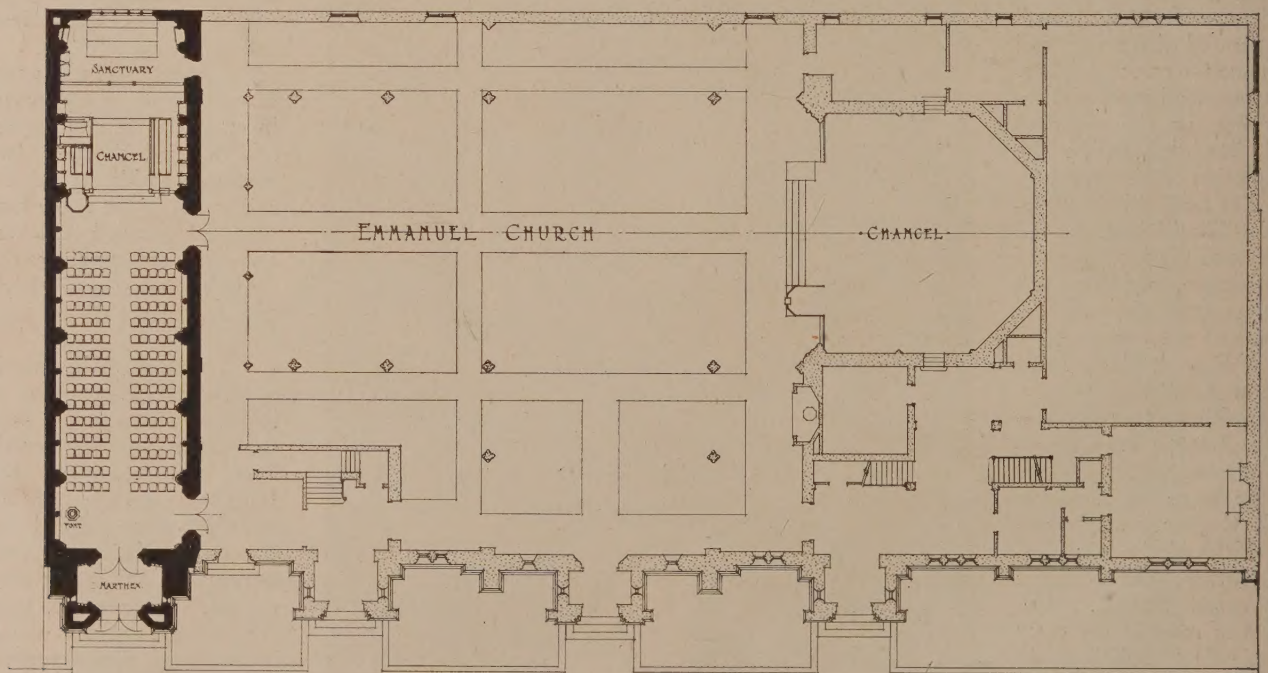 SANCTUARY
CHANCEL
EMMANUEL CHURCH
·CHANCEL·
FONT
NARTHEX